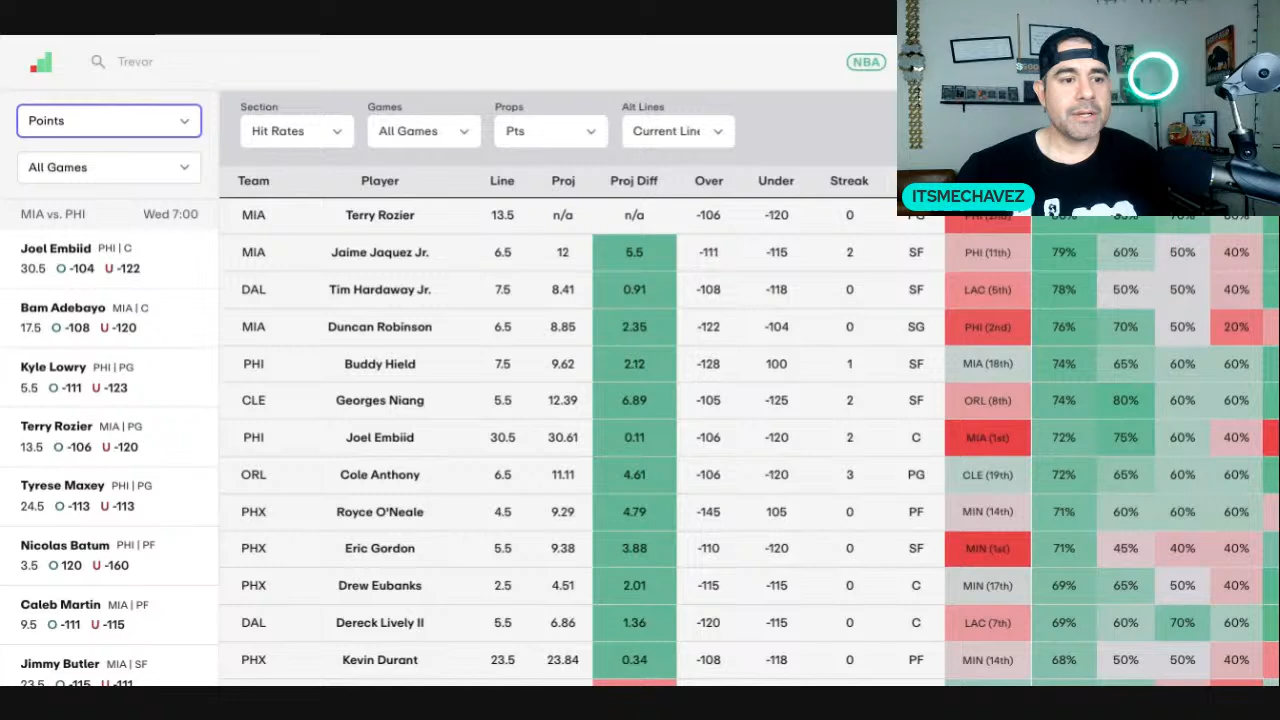 Trevor
NBA
ITSMECHAVEZ
Points
All Games
MIA vs. PHI Wed 7:00
Joel Embiid PHI | C
30.5 O -104 U -122
Bam Adebayo MIA | C
17.5 O -108 U -120
Kyle Lowry PHI | PG
5.5 O -111 U -123
Terry Rozier MIA | PG
13.5 O -106 U -120
Tyrese Maxey PHI | PG
24.5 O -113 U -113
Nicolas Batum PHI | PF
3.5 O 120 U -160
Caleb Martin MIA | PF
9.5 O -111 U -115
Jimmy Butler MIA | SF
23.5 O -115 U -111
Section Games Props Alt Lines
Hit Rates All Games Pts Current Line
Team Player Line Proj Proj Diff Over Under Streak
MIA Terry Rozier 13.5 n/a n/a -106 -120 0
MIA Jaime Jaquez Jr. 6.5 12 5.5 -111 -115 2 SF PHI (11th) 79% 60% 50% 40%
DAL Tim Hardaway Jr. 7.5 8.41 0.91 -108 -118 0 SF LAC (5th) 78% 50% 50% 40%
MIA Duncan Robinson 6.5 8.85 2.35 -122 -104 0 SG PHI (2nd) 76% 70% 50% 20%
PHI Buddy Hield 7.5 9.62 2.12 -128 100 1 SF MIA (18th) 74% 65% 60% 60%
CLE Georges Niang 5.5 12.39 6.89 -105 -125 2 SF ORL (8th) 74% 80% 60% 60%
PHI Joel Embiid 30.5 30.61 0.11 -106 -120 2 C MIA (1st) 72% 75% 60% 40%
ORL Cole Anthony 6.5 11.11 4.61 -106 -120 3 PG CLE (19th) 72% 65% 60% 60%
PHX Royce O'Neale 4.5 9.29 4.79 -145 105 0 PF MIN (14th) 71% 60% 60% 60%
PHX Eric Gordon 5.5 9.38 3.88 -110 -120 0 SF MIN (1st) 71% 45% 40% 40%
PHX Drew Eubanks 2.5 4.51 2.01 -115 -115 0 C MIN (17th) 69% 65% 50% 40%
DAL Dereck Lively II 5.5 6.86 1.36 -120 -115 0 C LAC (7th) 69% 60% 70% 60%
PHX Kevin Durant 23.5 23.84 0.34 -108 -118 0 PF MIN (14th) 68% 50% 50% 40%